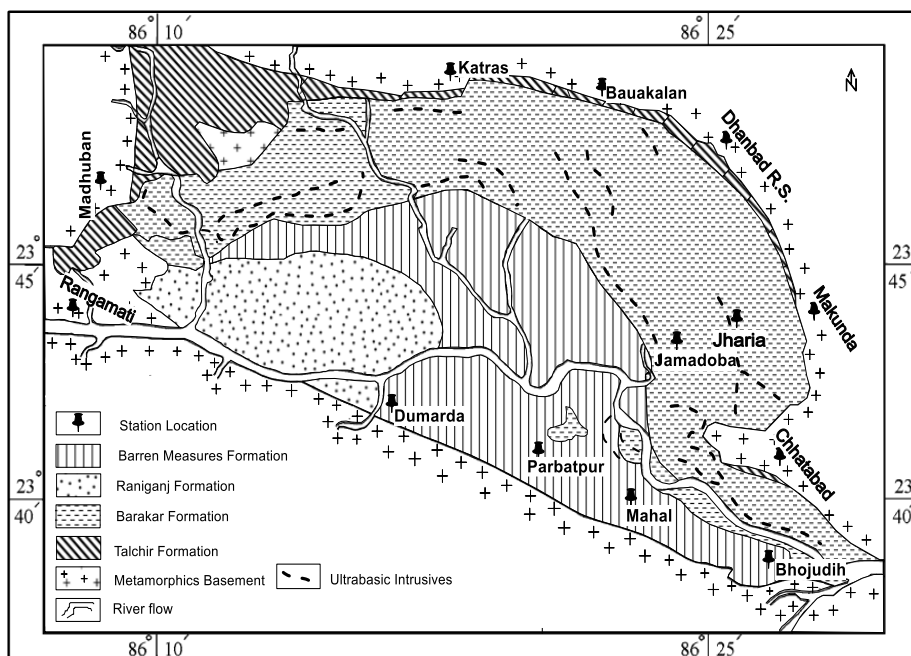 86° 10´
86° 25´
Katras
Bauakalan
N
Dhanbad R.S.
Madhuban
23° 45´
23° 45´
Rangamati
Makunda
Jharia
Jamadoba
Dumarda
Station Location
Chhatabad
Barren Measures Formation
Parbatpur
Raniganj Formation
23° 40´
23° 40´
Mahal
Barakar Formation
Talchir Formation
Bhojudih
Metamorphics Basement
Ultrabasic Intrusives
River flow
86° 10´
86° 25´